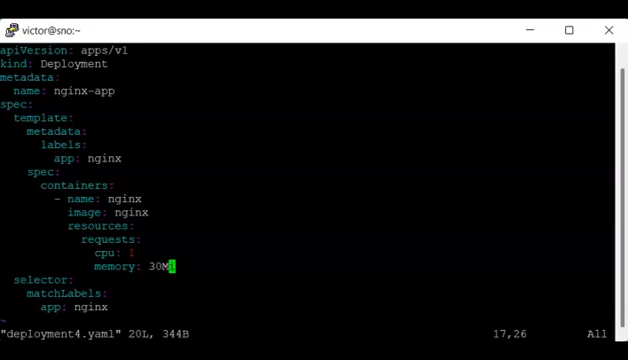 victor@sno:~
apiVersion: apps/v1
kind: Deployment
metadata:
  name: nginx-app
spec:
  template:
    metadata:
      labels:
        app: nginx
    spec:
      containers:
        - name: nginx
          image: nginx
          resources:
            requests:
              cpu: 1
              memory: 30Mi
  selector:
    matchLabels:
      app: nginx
~
"deployment4.yaml" 20L, 344B 17,26 All